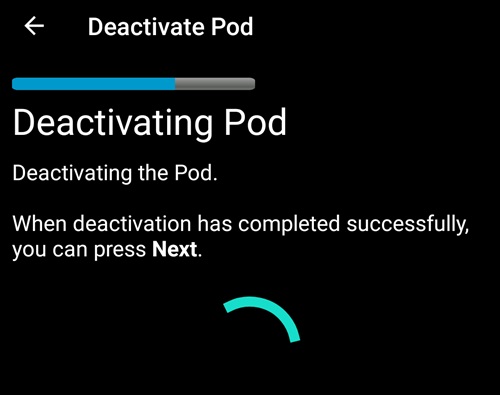 Deactivate Pod
Deactivating Pod
Deactivating the Pod.
When deactivation has completed successfully,
you can press Next.